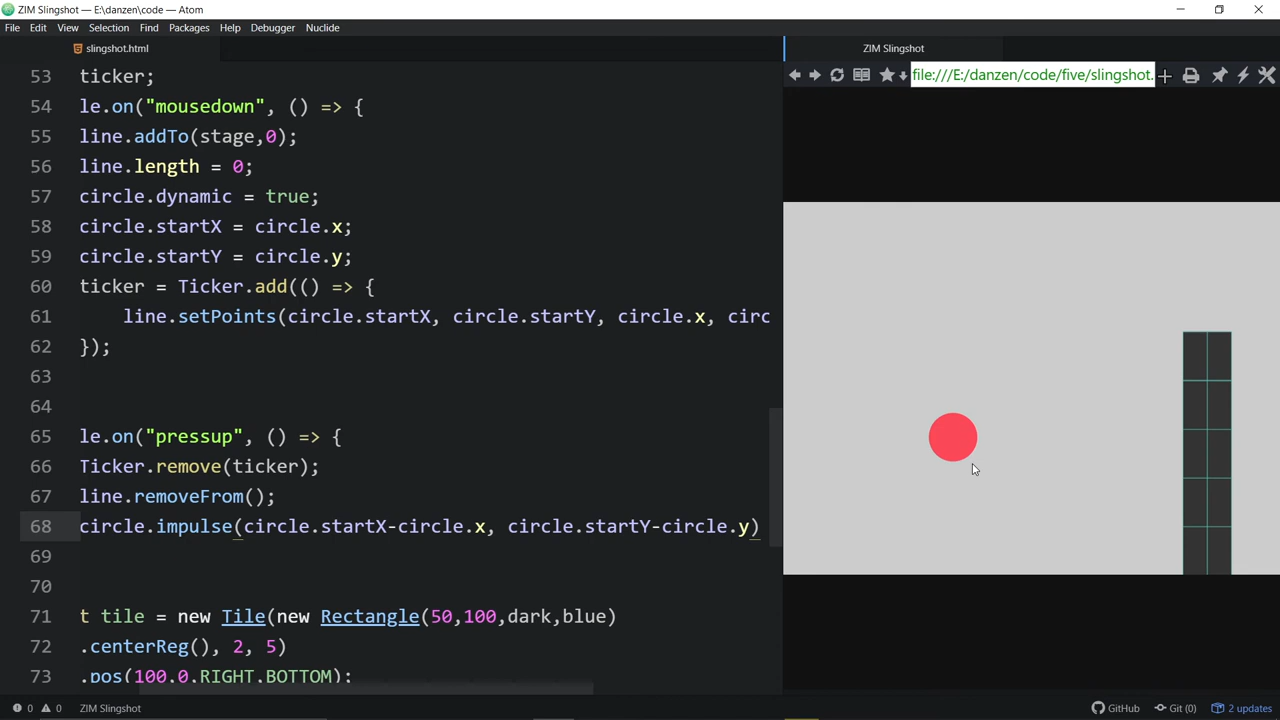 ZIM Slingshot — E:\danzen\code — Atom
File Edit View Selection Find Packages Help Debugger Nuclide
slingshot.html
ZIM Slingshot
file:///E:/danzen/code/five/slingshot.
53 ticker;
54 le.on("mousedown", () => {
55 line.addTo(stage,0);
56 line.length = 0;
57 circle.dynamic = true;
58 circle.startX = circle.x;
59 circle.startY = circle.y;
60 ticker = Ticker.add(() => {
61 line.setPoints(circle.startX, circle.startY, circle.x, circ
62 });
63
64
65 le.on("pressup", () => {
66 Ticker.remove(ticker);
67 line.removeFrom();
68 circle.impulse(circle.startX-circle.x, circle.startY-circle.y)
69
70
71 t tile = new Tile(new Rectangle(50,100,dark,blue)
72 .centerReg(), 2, 5)
73 .pos(100,0,RIGHT,BOTTOM);
0 0 ZIM Slingshot
GitHub Git (0) 2 updates